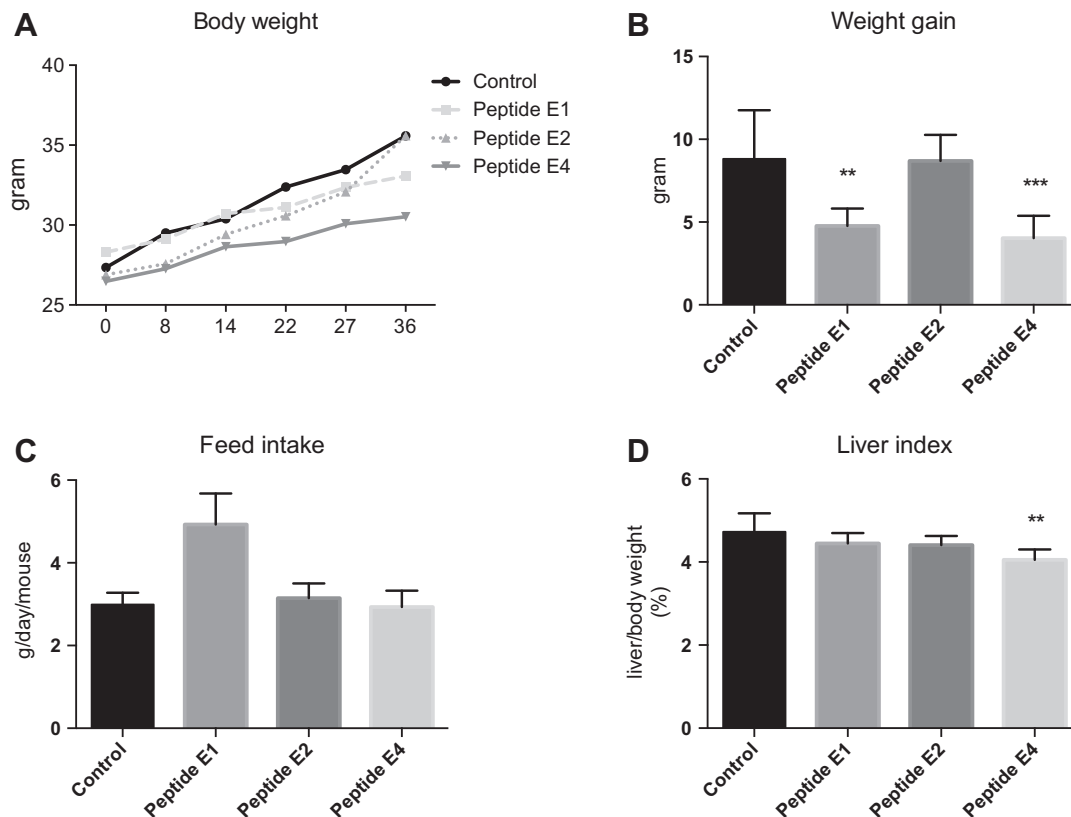 A
Body weight
40
35
30
25
gram
0 8 14 22 27 36
Control
Peptide E1
Peptide E2
Peptide E4
B
Weight gain
15
10
5
0
gram
**
***
Control
Peptide E1
Peptide E2
Peptide E4
C
Feed intake
6
4
2
0
g/day/mouse
Control
Peptide E1
Peptide E2
Peptide E4
D
Liver index
6
4
2
0
liver/body weight
(%)
**
Control
Peptide E1
Peptide E2
Peptide E4